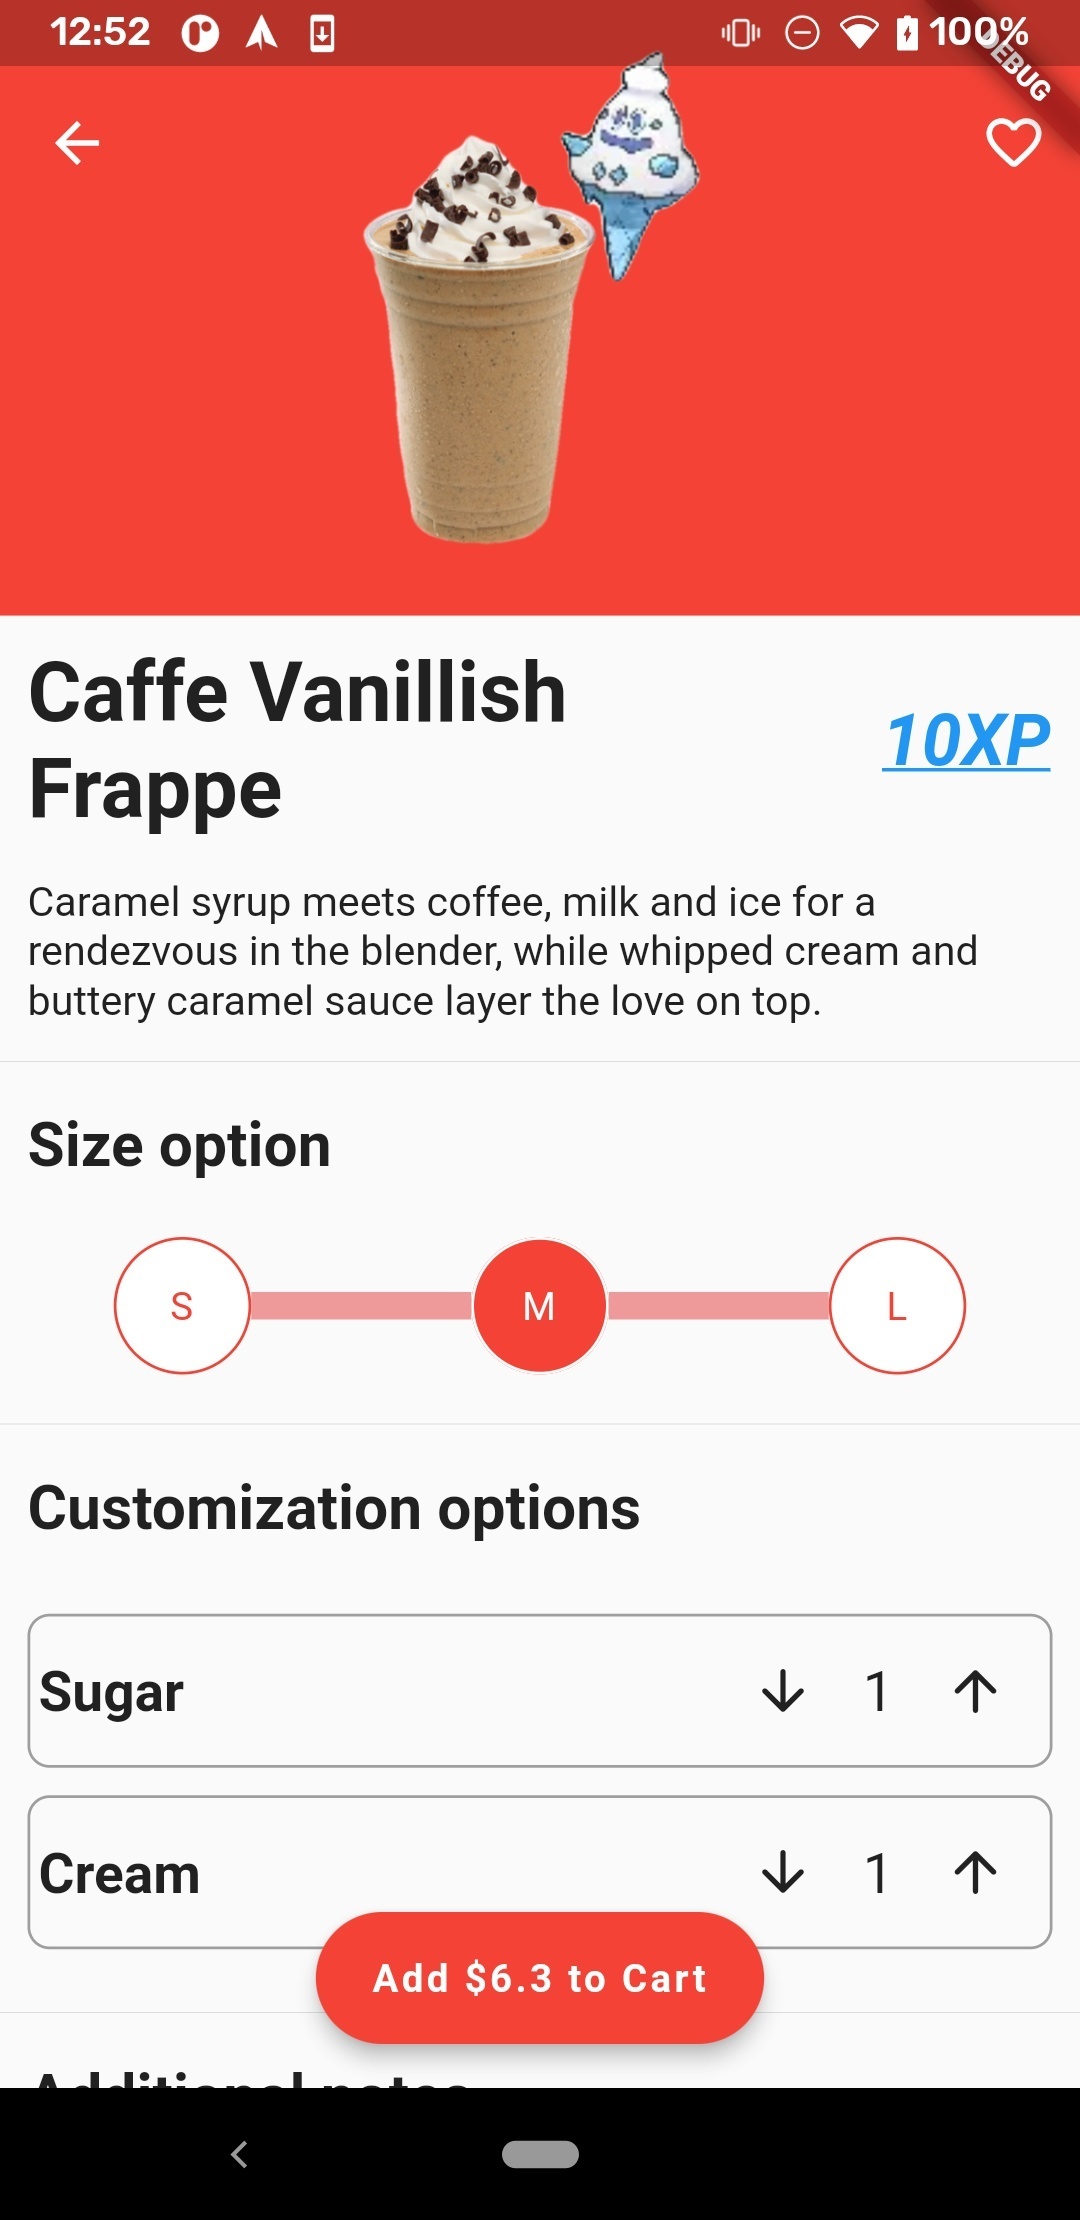 12:52
100%
DEBUG
Caffe Vanillish
Frappe
10XP
Caramel syrup meets coffee, milk and ice for a
rendezvous in the blender, while whipped cream and
buttery caramel sauce layer the love on top.
Size option
S M L
Customization options
Sugar 1
Cream 1
Add $6.3 to Cart
Additional notes